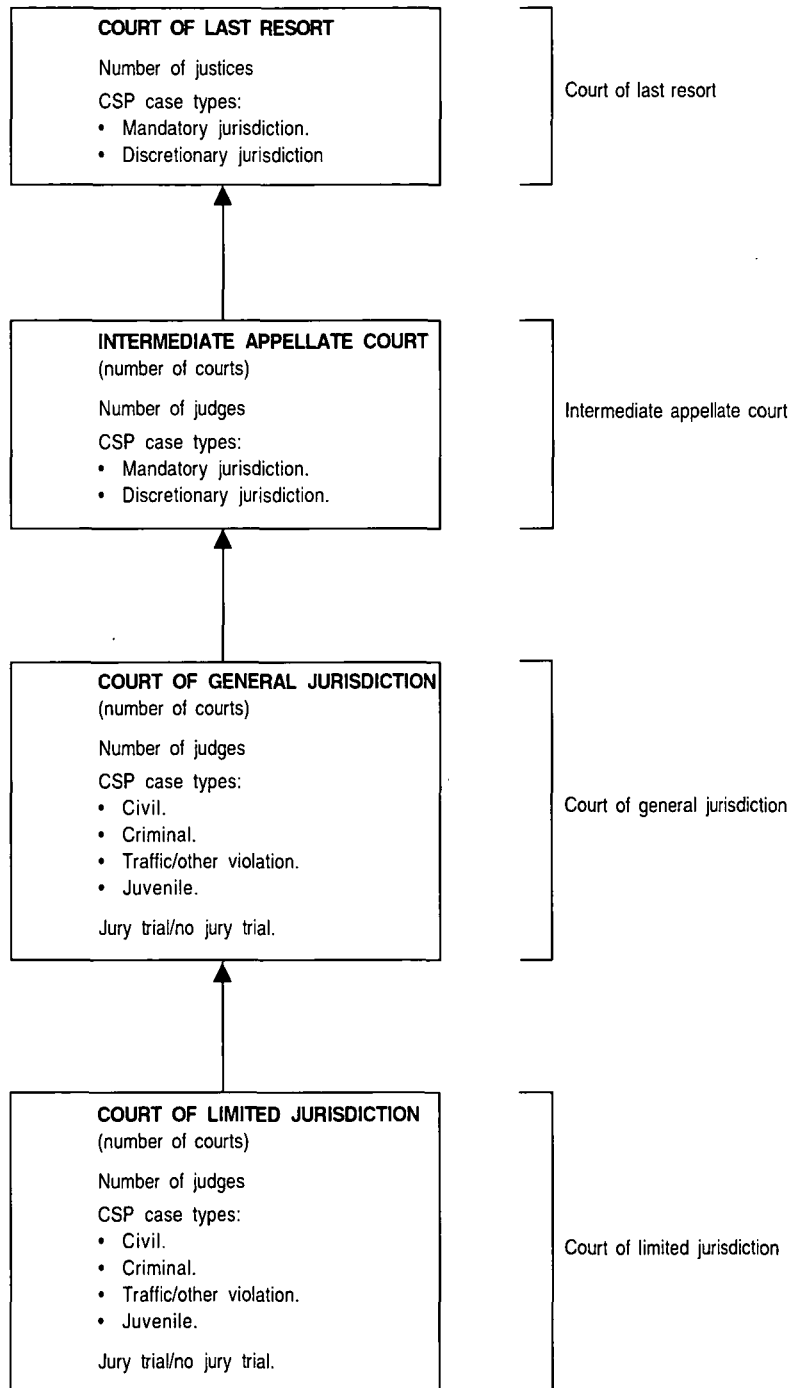 COURT OF LAST RESORT
Number of justices
CSP case types:
• Mandatory jurisdiction.
• Discretionary jurisdiction
Court of last resort
INTERMEDIATE APPELLATE COURT
(number of courts)
Number of judges
CSP case types:
• Mandatory jurisdiction.
• Discretionary jurisdiction.
Intermediate appellate court
COURT OF GENERAL JURISDICTION
(number of courts)
Number of judges
CSP case types:
• Civil.
• Criminal.
• Traffic/other violation.
• Juvenile.
Jury trial/no jury trial.
Court of general jurisdiction
COURT OF LIMITED JURISDICTION
(number of courts)
Number of judges
CSP case types:
• Civil.
• Criminal.
• Traffic/other violation.
• Juvenile.
Jury trial/no jury trial.
Court of limited jurisdiction